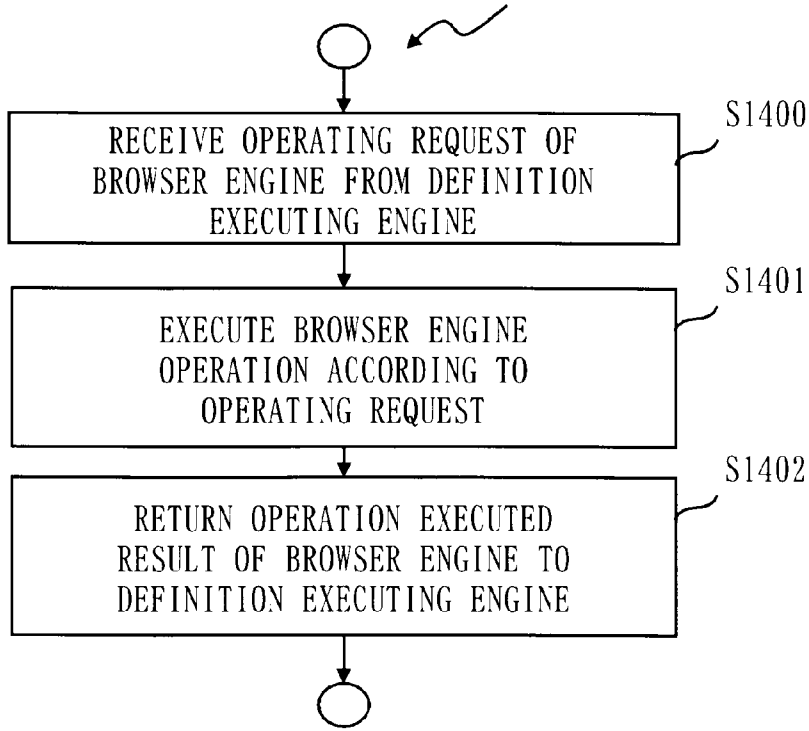 S1400
RECEIVE OPERATING REQUEST OF
BROWSER ENGINE FROM DEFINITION
EXECUTING ENGINE
S1401
EXECUTE BROWSER ENGINE
OPERATION ACCORDING TO
OPERATING REQUEST
S1402
RETURN OPERATION EXECUTED
RESULT OF BROWSER ENGINE TO
DEFINITION EXECUTING ENGINE